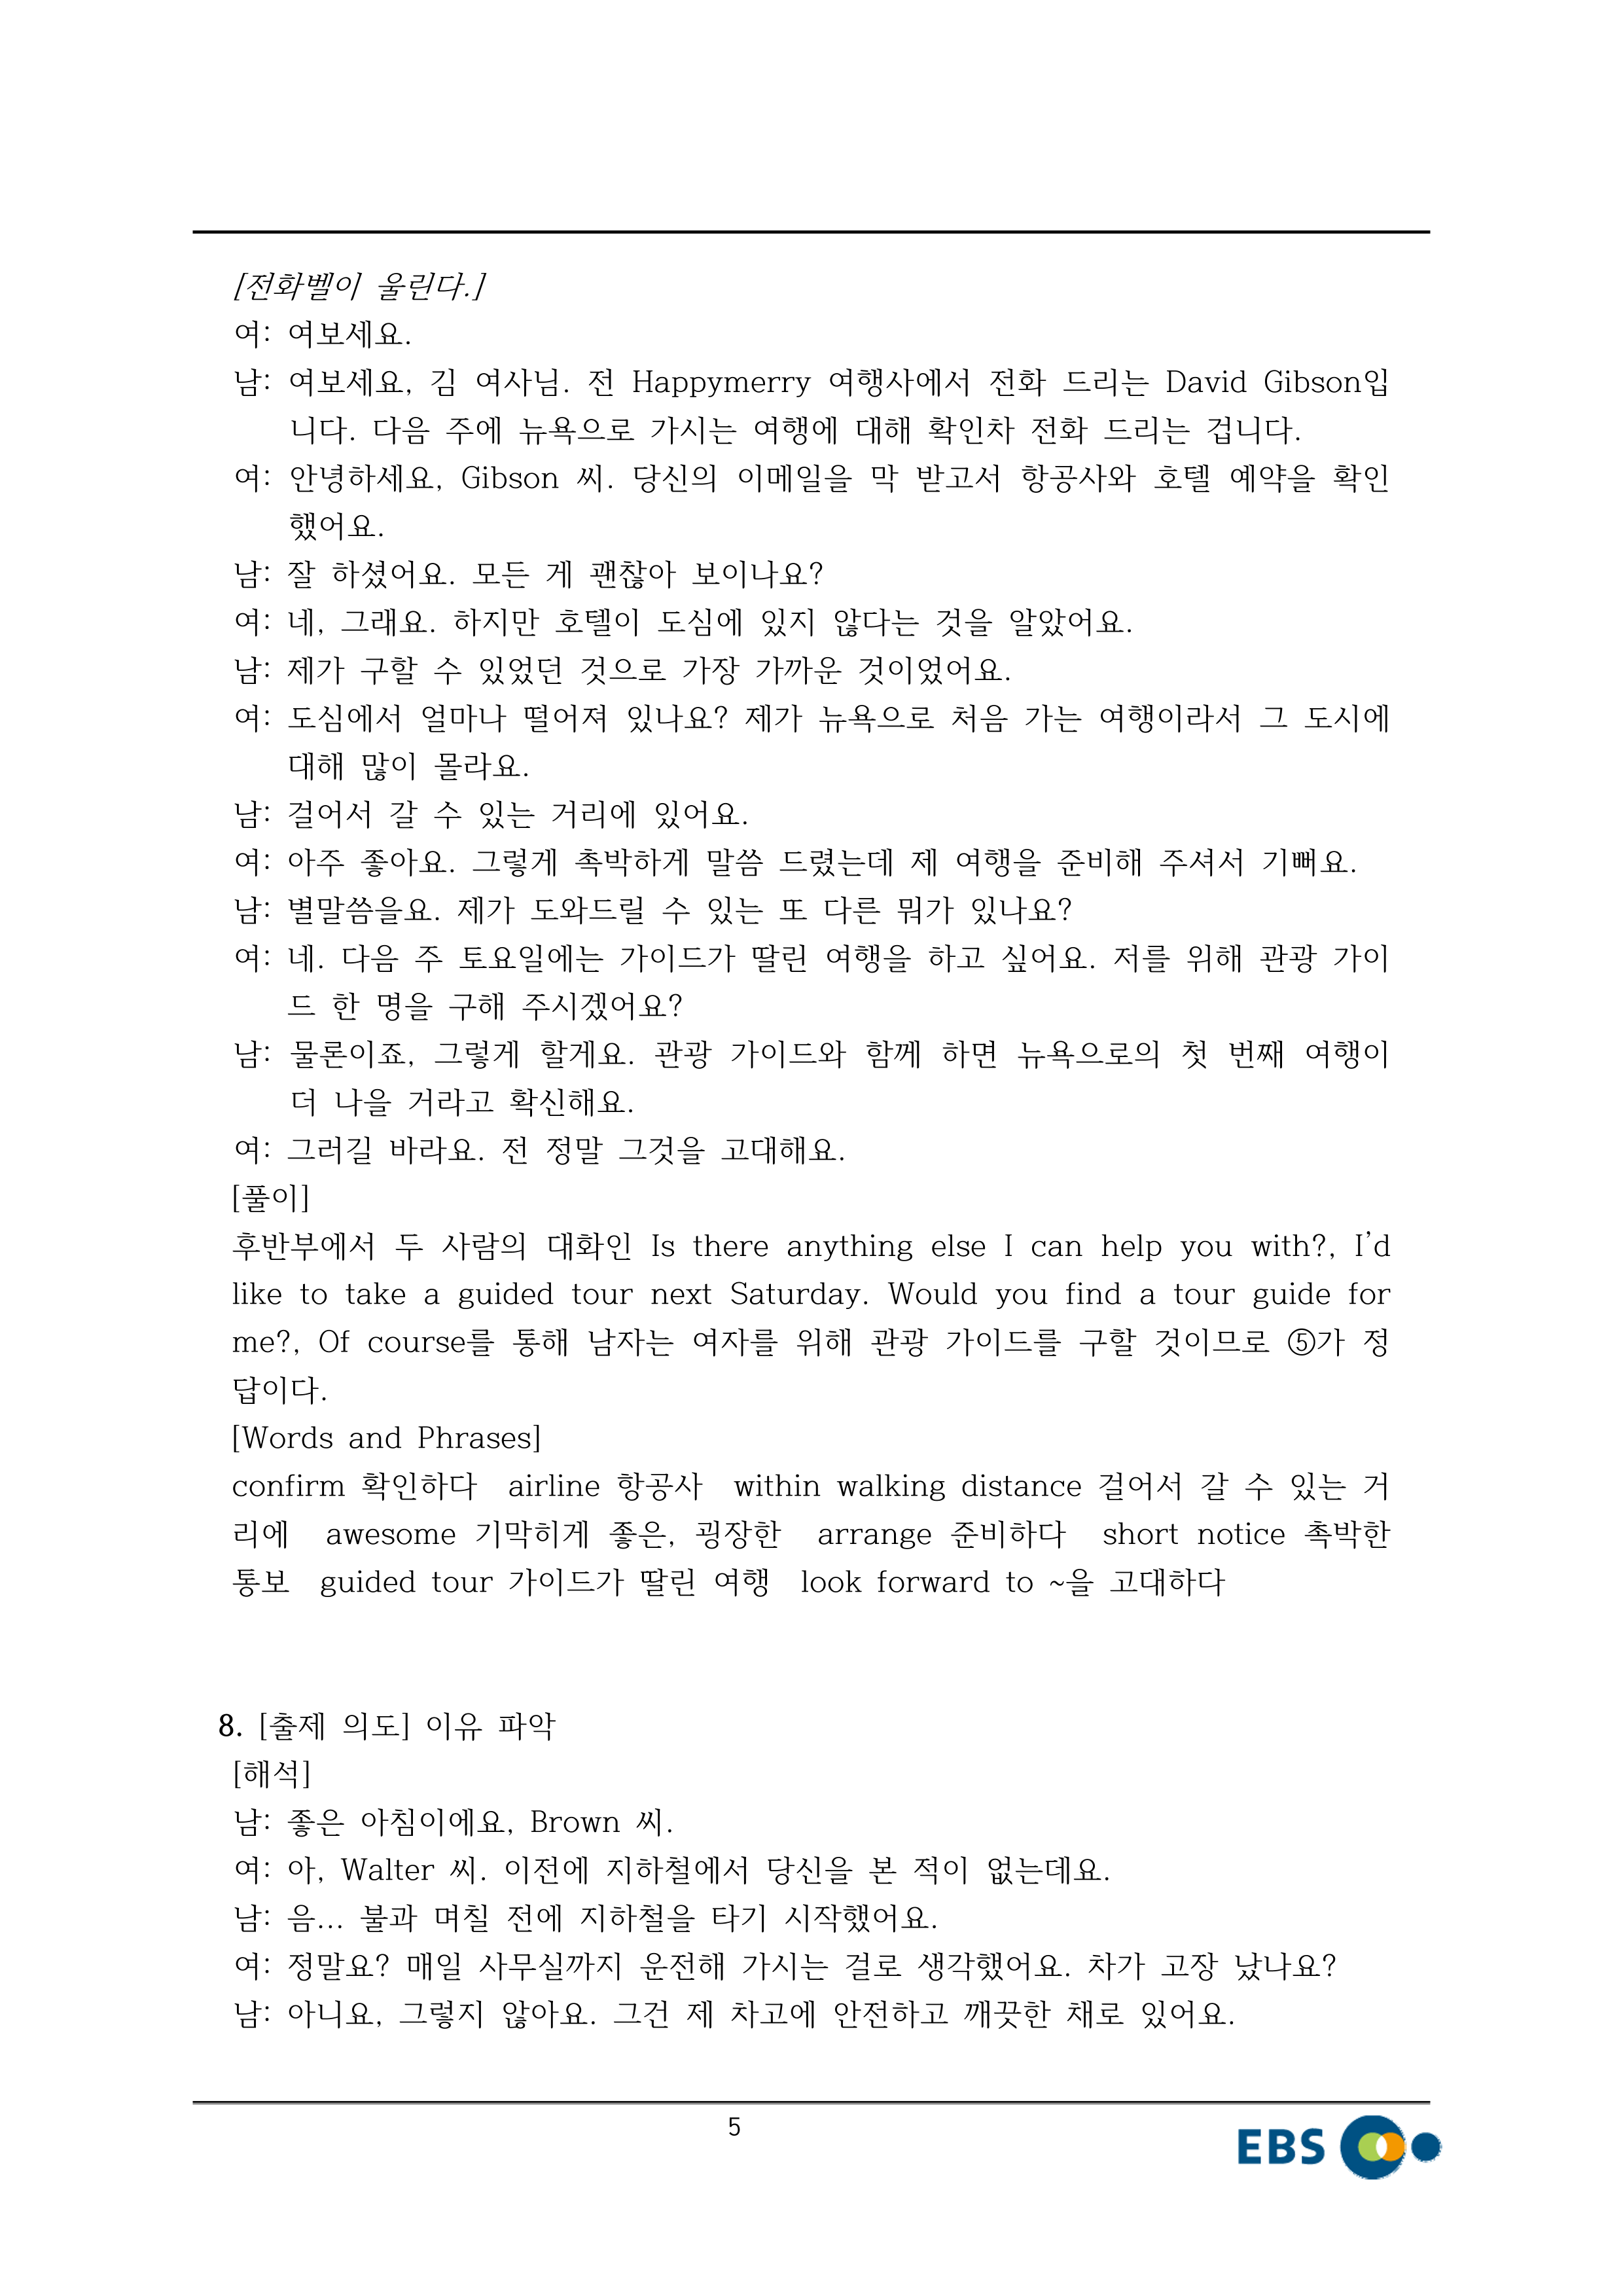 [전화벨이 울린다.]
여: 여보세요.
남: 여보세요, 김 여사님. 전 Happymerry 여행사에서 전화 드리는 David Gibson입
니다. 다음 주에 뉴욕으로 가시는 여행에 대해 확인차 전화 드리는 겁니다.
여: 안녕하세요, Gibson 씨. 당신의 이메일을 막 받고서 항공사와 호텔 예약을 확인
했어요.
남: 잘 하셨어요. 모든 게 괜찮아 보이나요?
여: 네, 그래요. 하지만 호텔이 도심에 있지 않다는 것을 알았어요.
남: 제가 구할 수 있었던 것으로 가장 가까운 것이었어요.
여: 도심에서 얼마나 떨어져 있나요? 제가 뉴욕으로 처음 가는 여행이라서 그 도시에
대해 많이 몰라요.
남: 걸어서 갈 수 있는 거리에 있어요.
여: 아주 좋아요. 그렇게 촉박하게 말씀 드렸는데 제 여행을 준비해 주셔서 기뻐요.
남: 별말씀을요. 제가 도와드릴 수 있는 또 다른 뭐가 있나요?
여: 네. 다음 주 토요일에는 가이드가 딸린 여행을 하고 싶어요. 저를 위해 관광 가이
드 한 명을 구해 주시겠어요?
남: 물론이죠, 그렇게 할게요. 관광 가이드와 함께 하면 뉴욕으로의 첫 번째 여행이
더 나을 거라고 확신해요.
여: 그러길 바라요. 전 정말 그것을 고대해요.
[풀이]
후반부에서 두 사람의 대화인 Is there anything else I can help you with?, I’d
like to take a guided tour next Saturday. Would you find a tour guide for
me?, Of course를 통해 남자는 여자를 위해 관광 가이드를 구할 것이므로 ⑤가 정
답이다.
[Words and Phrases]
confirm 확인하다 airline 항공사 within walking distance 걸어서 갈 수 있는 거
리에 awesome 기막히게 좋은, 굉장한 arrange 준비하다 short notice 촉박한
통보 guided tour 가이드가 딸린 여행 look forward to ~을 고대하다
8. [출제 의도] 이유 파악
[해석]
남: 좋은 아침이에요, Brown 씨.
여: 아, Walter 씨. 이전에 지하철에서 당신을 본 적이 없는데요.
남: 음... 불과 며칠 전에 지하철을 타기 시작했어요.
여: 정말요? 매일 사무실까지 운전해 가시는 걸로 생각했어요. 차가 고장 났나요?
남: 아니요, 그렇지 않아요. 그건 제 차고에 안전하고 깨끗한 채로 있어요.
5
EBS